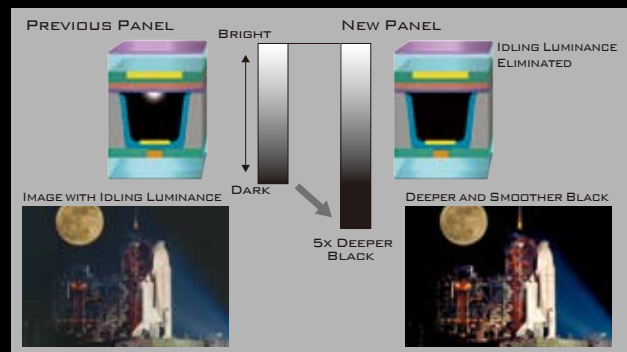 PREVIOUS PANEL
BRIGHT
NEW PANEL
IDLING LUMINANCE
ELIMINATED
DARK
IMAGE WITH IDLING LUMINANCE
DEEPER AND SMOOTHER BLACK
5X DEEPER
BLACK